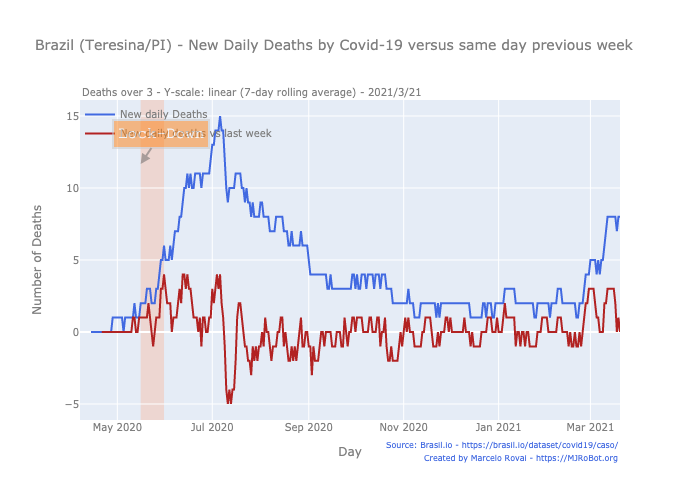 Brazil (Teresina/PI) - New Daily Deaths by Covid-19 versus same day previous week
Deaths over 3 - Y-scale: linear (7-day rolling average) - 2021/3/21
New daily Deaths
New daily Deaths vs last week
15
10
5
0
−5
Number of Deaths
May 2020
Jul 2020
Sep 2020
Nov 2020
Jan 2021
Mar 2021
Day
Source: Brasil.io - https://brasil.io/dataset/covid19/caso/
Created by Marcelo Rovai - https://MJRoBot.org